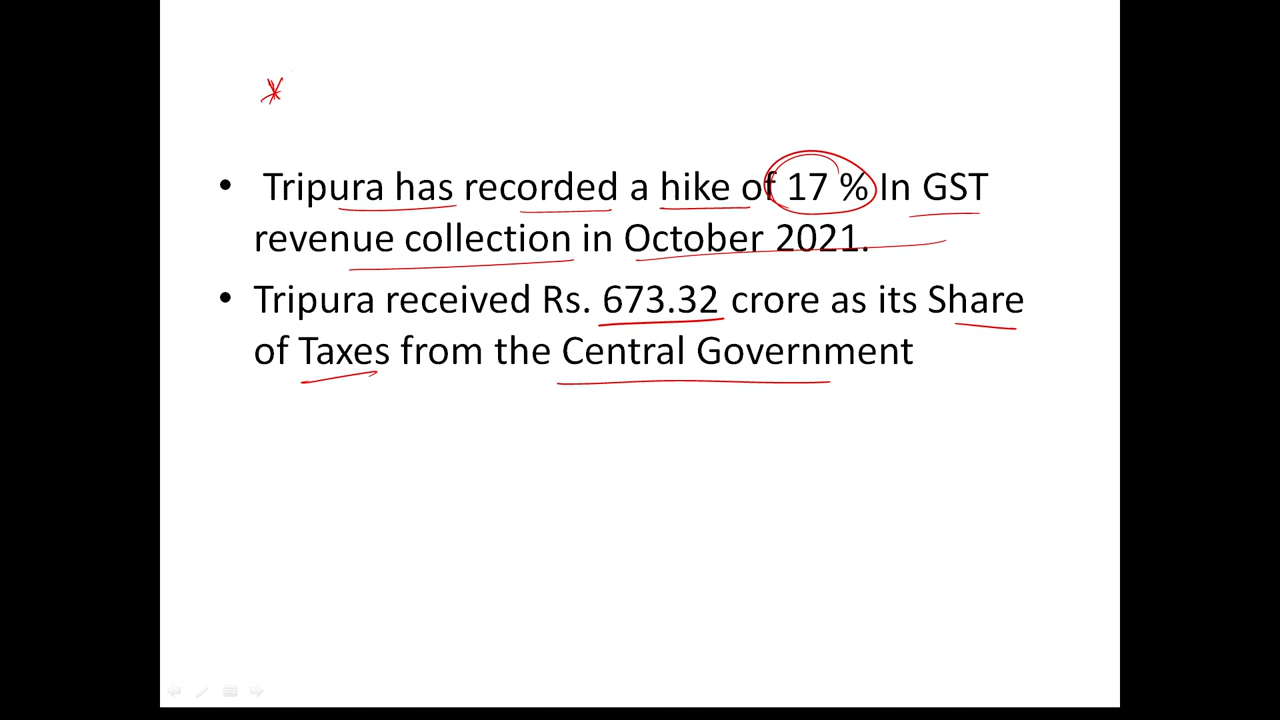 • Tripura has recorded a hike of 17 % In GST
revenue collection in October 2021.
• Tripura received Rs. 673.32 crore as its Share
of Taxes from the Central Government